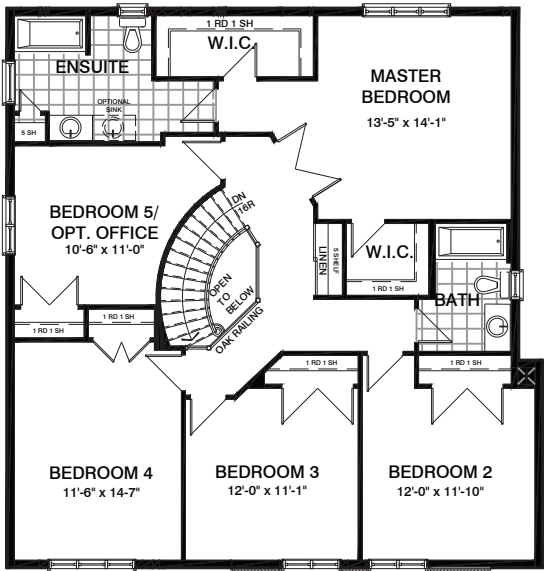 1 RD 1 SH
W.I.C.
ENSUITE
MASTER
BEDROOM
13'-5" x 14'-1"
OPTIONAL
SINK
5 SH
DN
16R
BEDROOM 5/
OPT. OFFICE
10'-6" x 11'-0"
OPEN
TO
BELOW
OAK RAILING
LINEN
5 SHELF
W.I.C.
1 RD 1 SH
BATH
1 RD 1 SH
1 RD 1 SH
1 RD 1 SH
1 RD 1 SH
BEDROOM 4
11'-6" x 14-7"
BEDROOM 3
12'-0" x 11'-1"
BEDROOM 2
12'-0" x 11'-10"